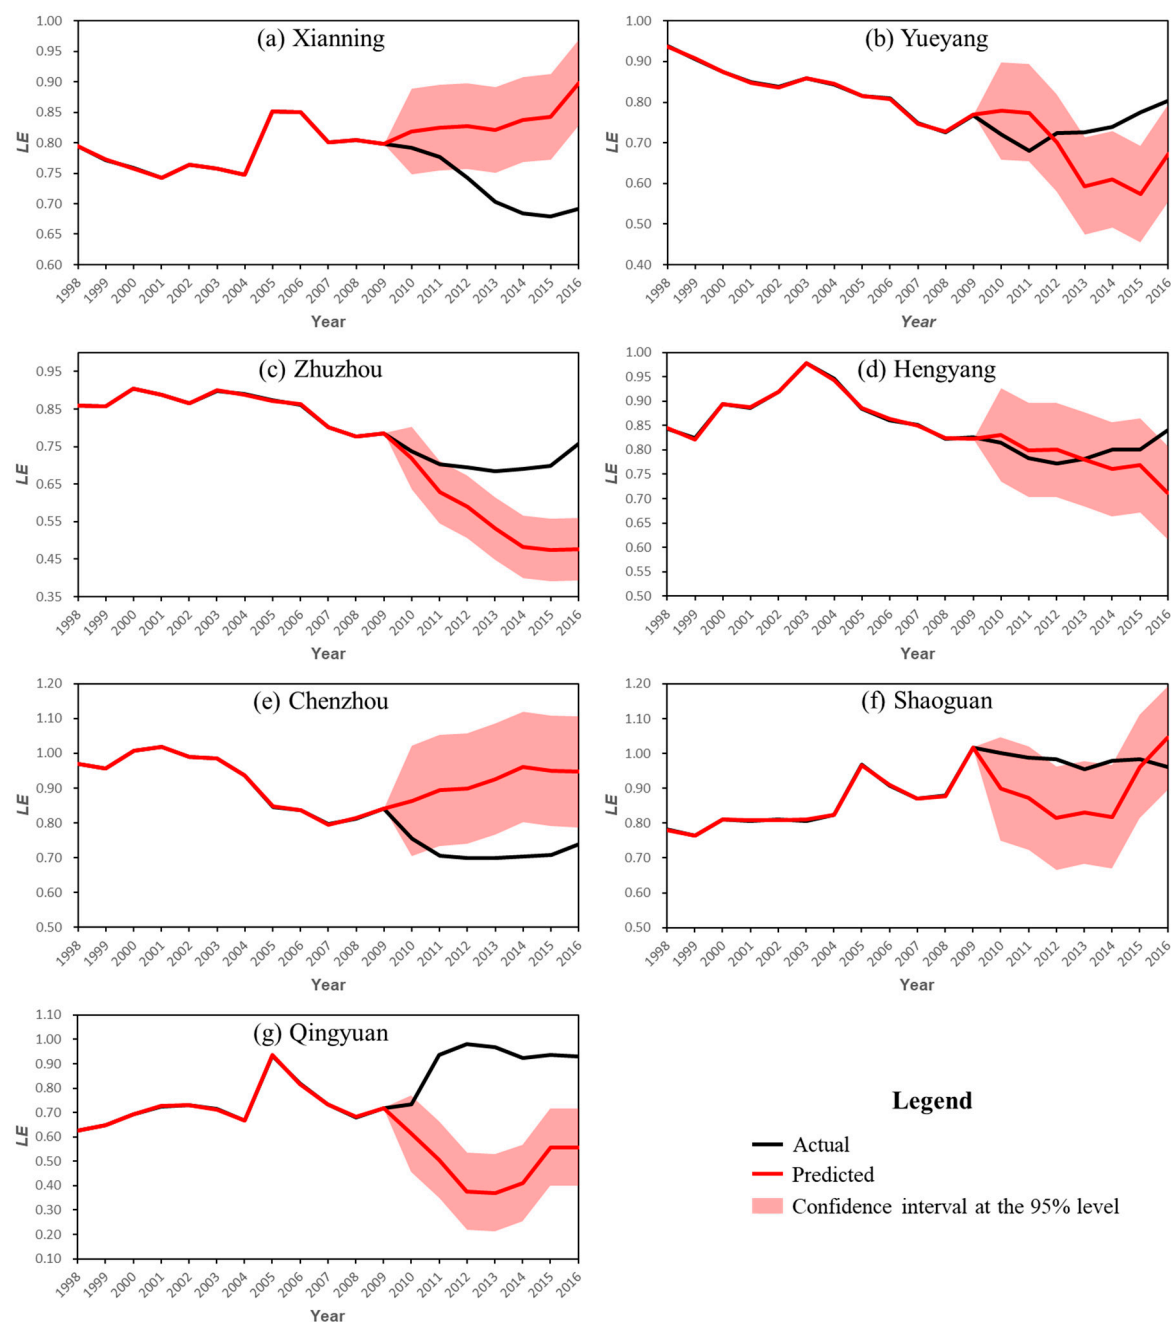 (a) Xianning
1.00
0.95
0.90
0.85
0.80
0.75
0.70
0.65
0.60
LE
1998 1999 2000 2001 2002 2003 2004 2005 2006 2007 2008 2009 2010 2011 2012 2013 2014 2015 2016
Year
(b) Yueyang
1.00
0.90
0.80
0.70
0.60
0.50
0.40
LE
1998 1999 2000 2001 2002 2003 2004 2005 2006 2007 2008 2009 2010 2011 2012 2013 2014 2015 2016
Year
(c) Zhuzhou
0.95
0.85
0.75
0.65
0.55
0.45
0.35
LE
1998 1999 2000 2001 2002 2003 2004 2005 2006 2007 2008 2009 2010 2011 2012 2013 2014 2015 2016
Year
(d) Hengyang
1.00
0.95
0.90
0.85
0.80
0.75
0.70
0.65
0.60
0.55
0.50
LE
1998 1999 2000 2001 2002 2003 2004 2005 2006 2007 2008 2009 2010 2011 2012 2013 2014 2015 2016
Year
(e) Chenzhou
1.20
1.10
1.00
0.90
0.80
0.70
0.60
0.50
LE
1998 1999 2000 2001 2002 2003 2004 2005 2006 2007 2008 2009 2010 2011 2012 2013 2014 2015 2016
Year
(f) Shaoguan
1.20
1.10
1.00
0.90
0.80
0.70
0.60
0.50
LE
1998 1999 2000 2001 2002 2003 2004 2005 2006 2007 2008 2009 2010 2011 2012 2013 2014 2015 2016
Year
(g) Qingyuan
1.10
1.00
0.90
0.80
0.70
0.60
0.50
0.40
0.30
0.20
0.10
LE
1998 1999 2000 2001 2002 2003 2004 2005 2006 2007 2008 2009 2010 2011 2012 2013 2014 2015 2016
Year
Legend
Actual
Predicted
Confidence interval at the 95% level